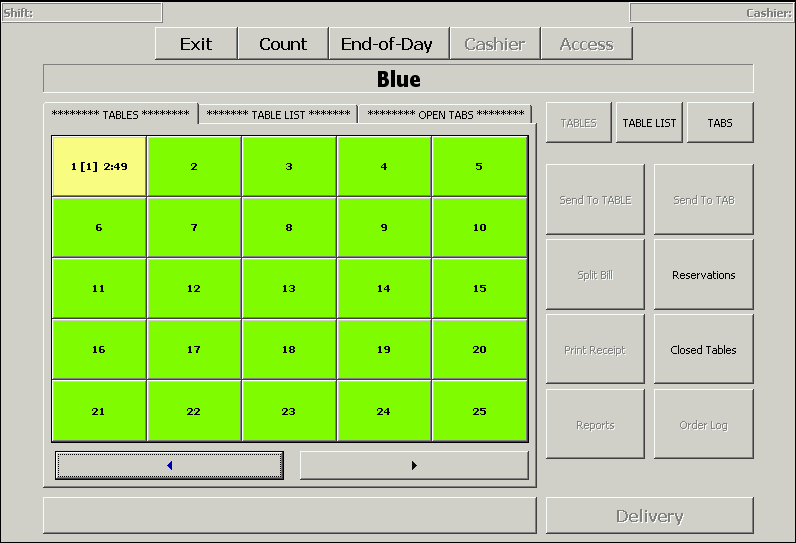 Shift:
Cashier:
Exit
Count
End-of-Day
Cashier
Access
Blue
******** TABLES ********
******* TABLE LIST *******
******** OPEN TABS ********
TABLES
TABLE LIST
TABS
1 [1] 2:49
2
3
4
5
6
7
8
9
10
11
12
13
14
15
16
17
18
19
20
21
22
23
24
25
Send To TABLE
Send To TAB
Split Bill
Reservations
Print Receipt
Closed Tables
Reports
Order Log
Delivery